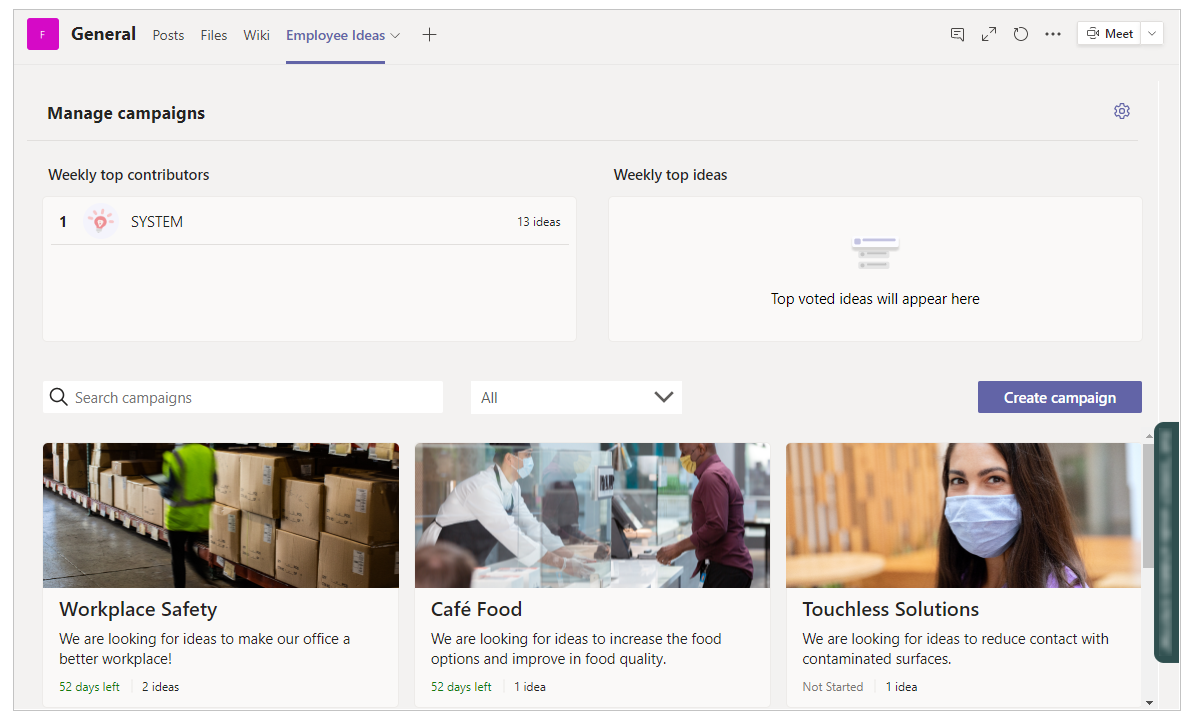 F
General Posts Files Wiki Employee Ideas
Meet
Manage campaigns
Weekly top contributors
1 SYSTEM 13 ideas
Weekly top ideas
Top voted ideas will appear here
Search campaigns
All
Create campaign
Workplace Safety
We are looking for ideas to make our office a
better workplace!
52 days left 2 ideas
Café Food
We are looking for ideas to increase the food
options and improve in food quality.
52 days left 1 idea
Touchless Solutions
We are looking for ideas to reduce contact with
contaminated surfaces.
Not Started 1 idea